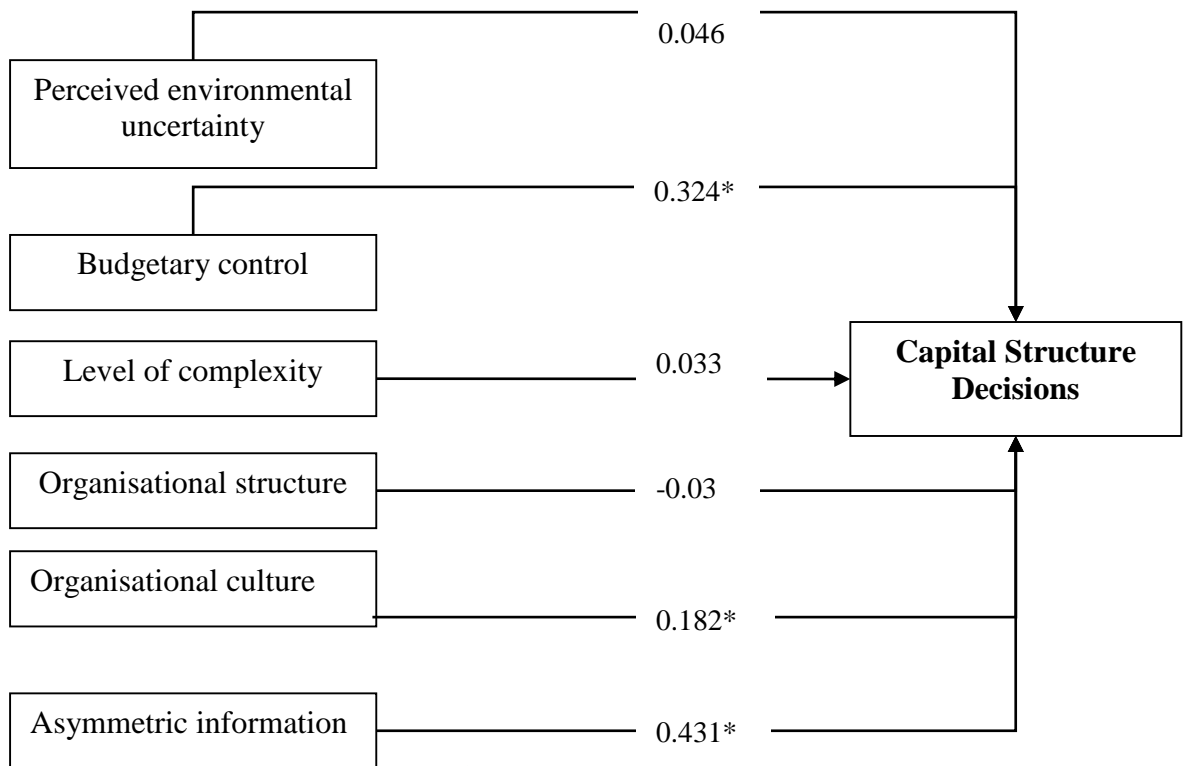 0.046
Perceived environmental
uncertainty
0.324*
Budgetary control
Level of complexity
0.033
Capital Structure
Decisions
Organisational structure
-0.03
Organisational culture
0.182*
Asymmetric information
0.431*